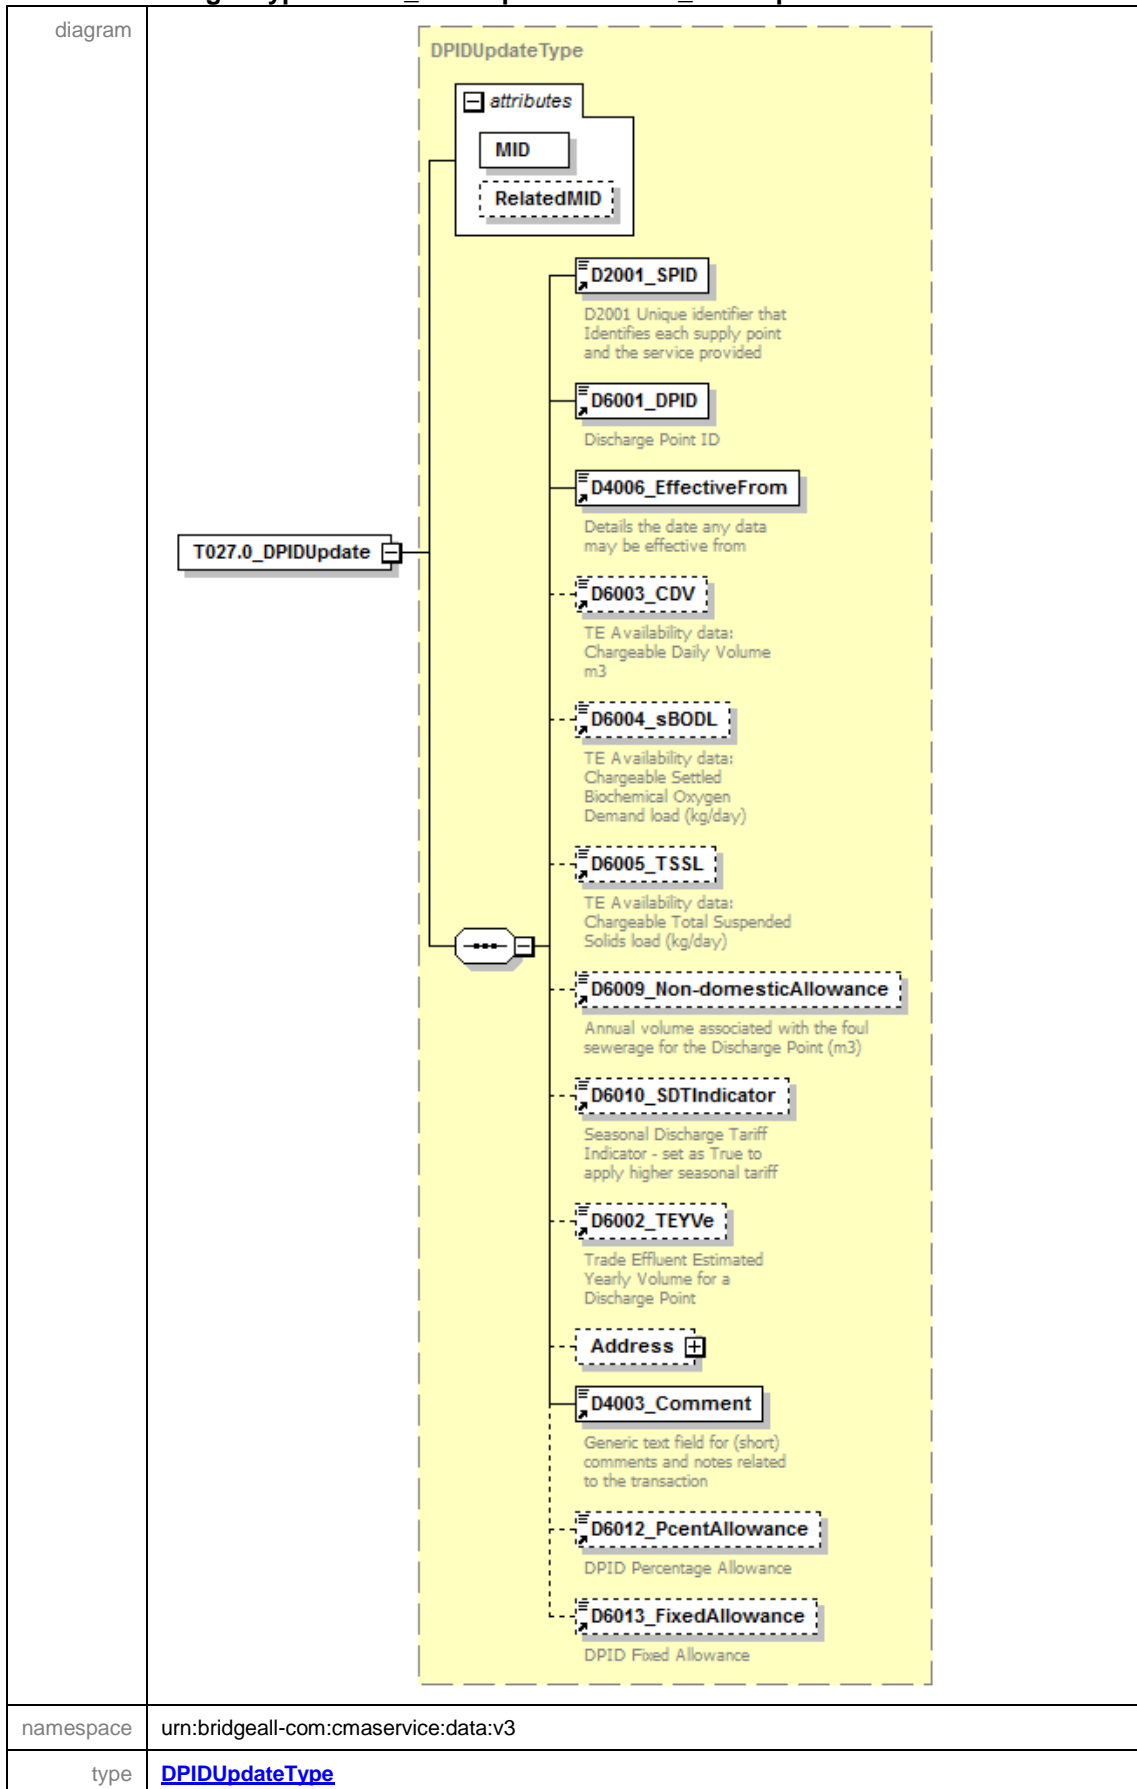 diagram
DPIDUpdateType
attributes
MID
RelatedMID
D2001_SPID
D2001 Unique identifier that
Identifies each supply point
and the service provided
D6001_DPID
Discharge Point ID
D4006_EffectiveFrom
Details the date any data
may be effective from
T027.0_DPIDUpdate
D6003_CDV
TE Availability data:
Chargeable Daily Volume
m3
D6004_sBODL
TE Availability data:
Chargeable Settled
Biochemical Oxygen
Demand load (kg/day)
D6005_TSSL
TE Availability data:
Chargeable Total Suspended
Solids load (kg/day)
D6009_Non-domesticAllowance
Annual volume associated with the foul
sewerage for the Discharge Point (m3)
D6010_SDTIndicator
Seasonal Discharge Tariff
Indicator - set as True to
apply higher seasonal tariff
D6002_TEYVe
Trade Effluent Estimated
Yearly Volume for a
Discharge Point
Address
D4003_Comment
Generic text field for (short)
comments and notes related
to the transaction
D6012_PcentAllowance
DPID Percentage Allowance
D6013_FixedAllowance
DPID Fixed Allowance
namespace urn:bridgeall-com:cmaservice:data:v3
type DPIDUpdateType